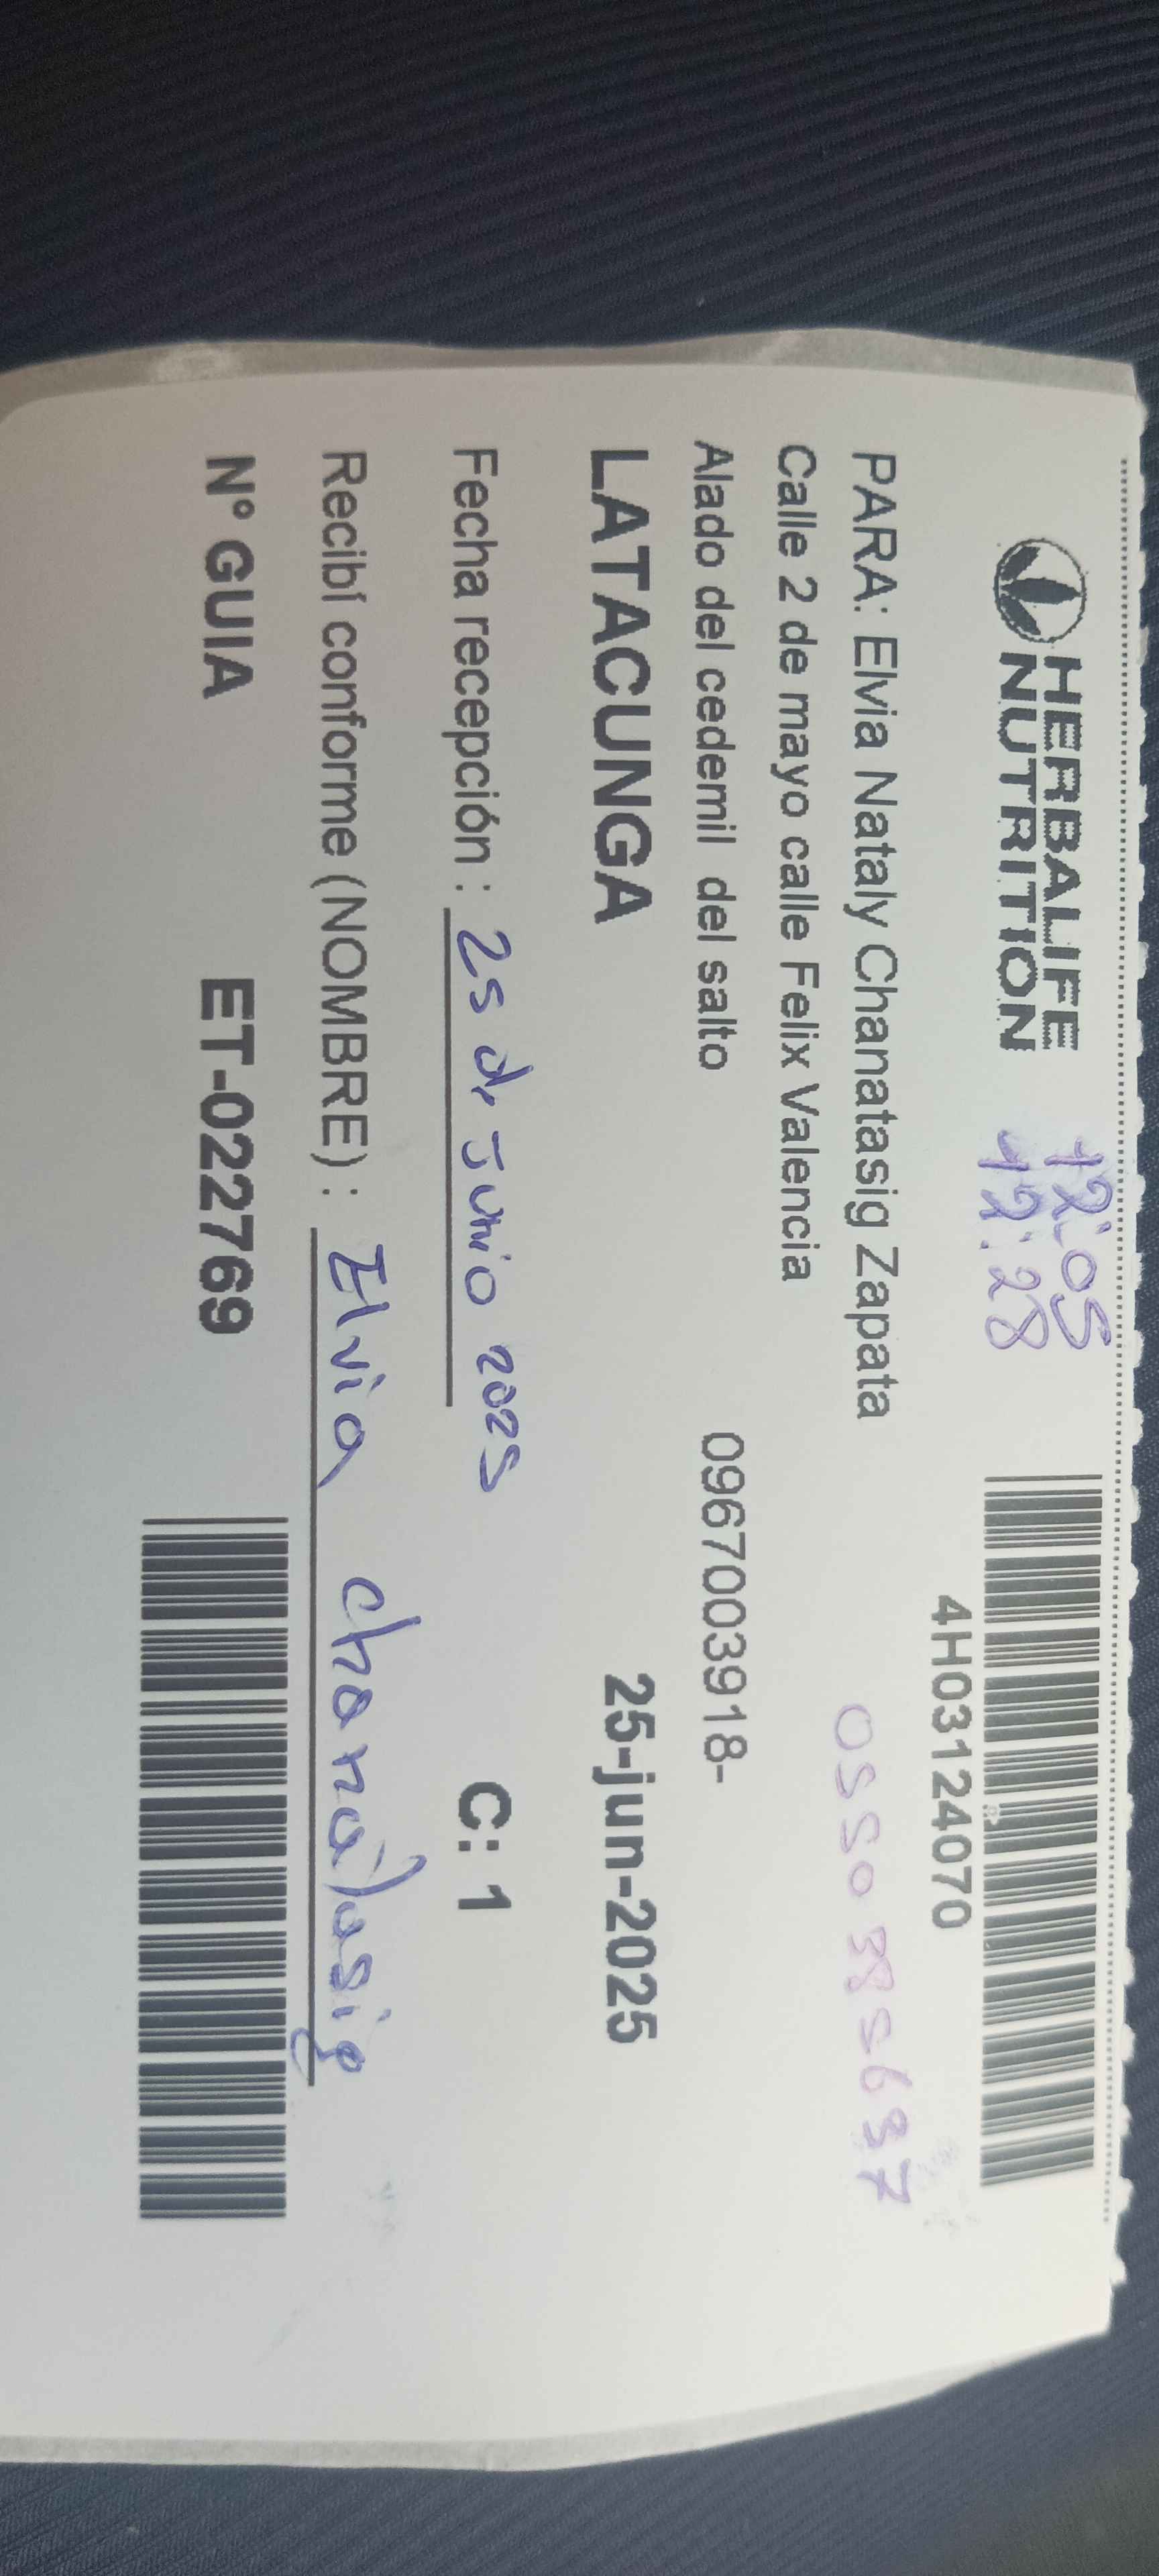 HERBALIFE
NUTRITION
12:05
12:28
4H03124070
PARA: Elvia Nataly Chanatasig Zapata
Calle 2 de mayo calle Felix Valencia
Alado del cedemil del salto
0967003918-
LATACUNGA
25-jun-2025
Fecha recepción : 25 de Junio 2025
C: 1
Recibí conforme (NOMBRE) : Elvia chanatasig
N° GUIA
ET-022769